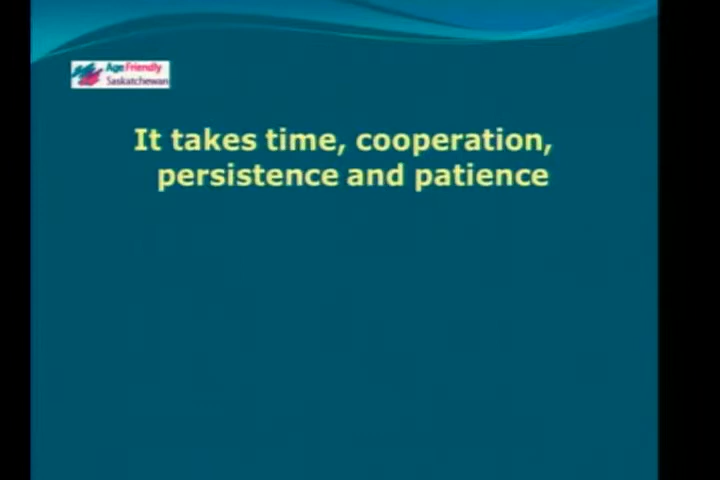 Age Friendly
Saskatchewan
It takes time, cooperation,
persistence and patience